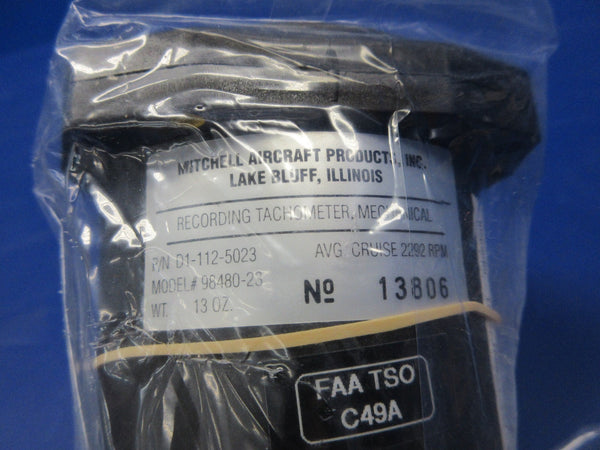 MITCHELL AIRCRAFT PRODUCTS, INC.
LAKE BLUFF, ILLINOIS
RECORDING TACHOMETER, MECHANICAL
P/N D1-112-5023 AVG. CRUISE 2292 RPM
MODEL# 98480-23
WT. 13 OZ. No 13806
FAA TSO
C49A